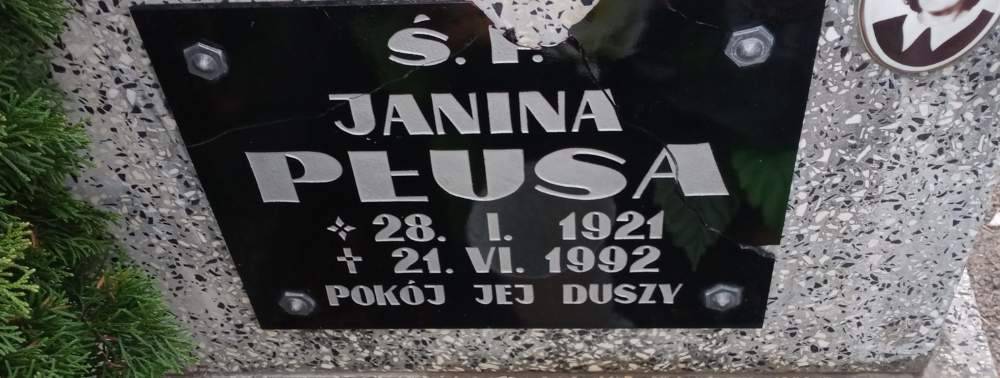 Ś. P.
JANINA
PŁUSA
✧ 28. I. 1921
† 21. VI. 1992
POKÓJ JEJ DUSZY